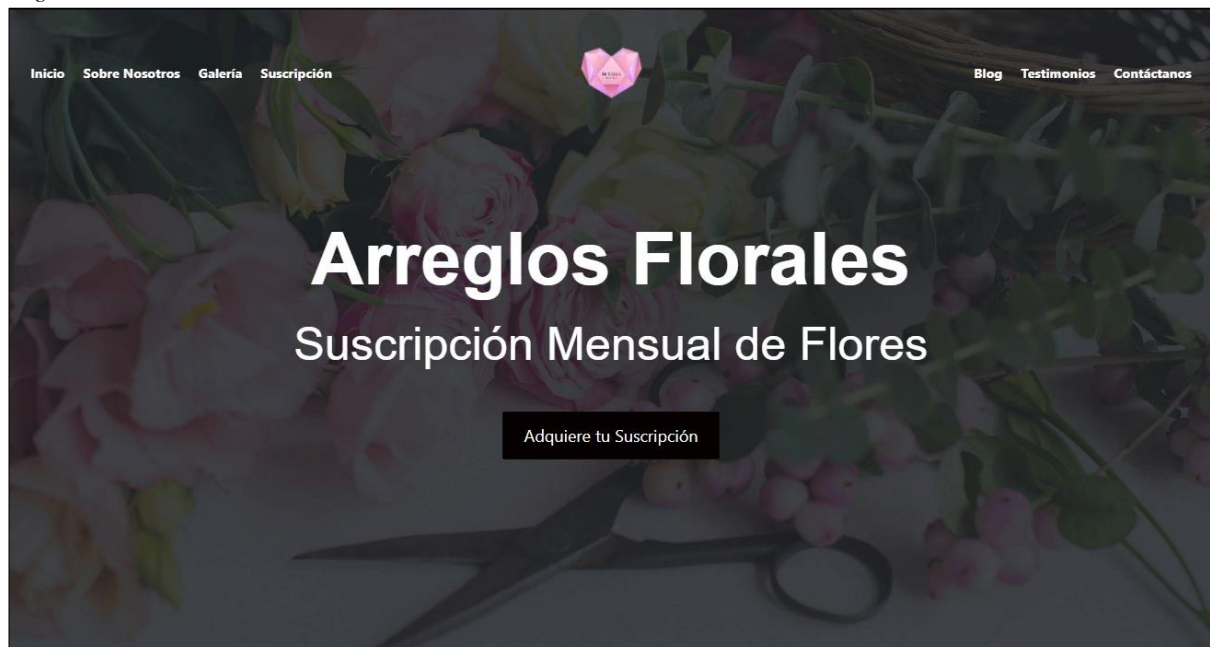 Inicio Sobre Nosotros Galería Suscripción
Blog Testimonios Contáctanos
Arreglos Florales
Suscripción Mensual de Flores
Adquiere tu Suscripción